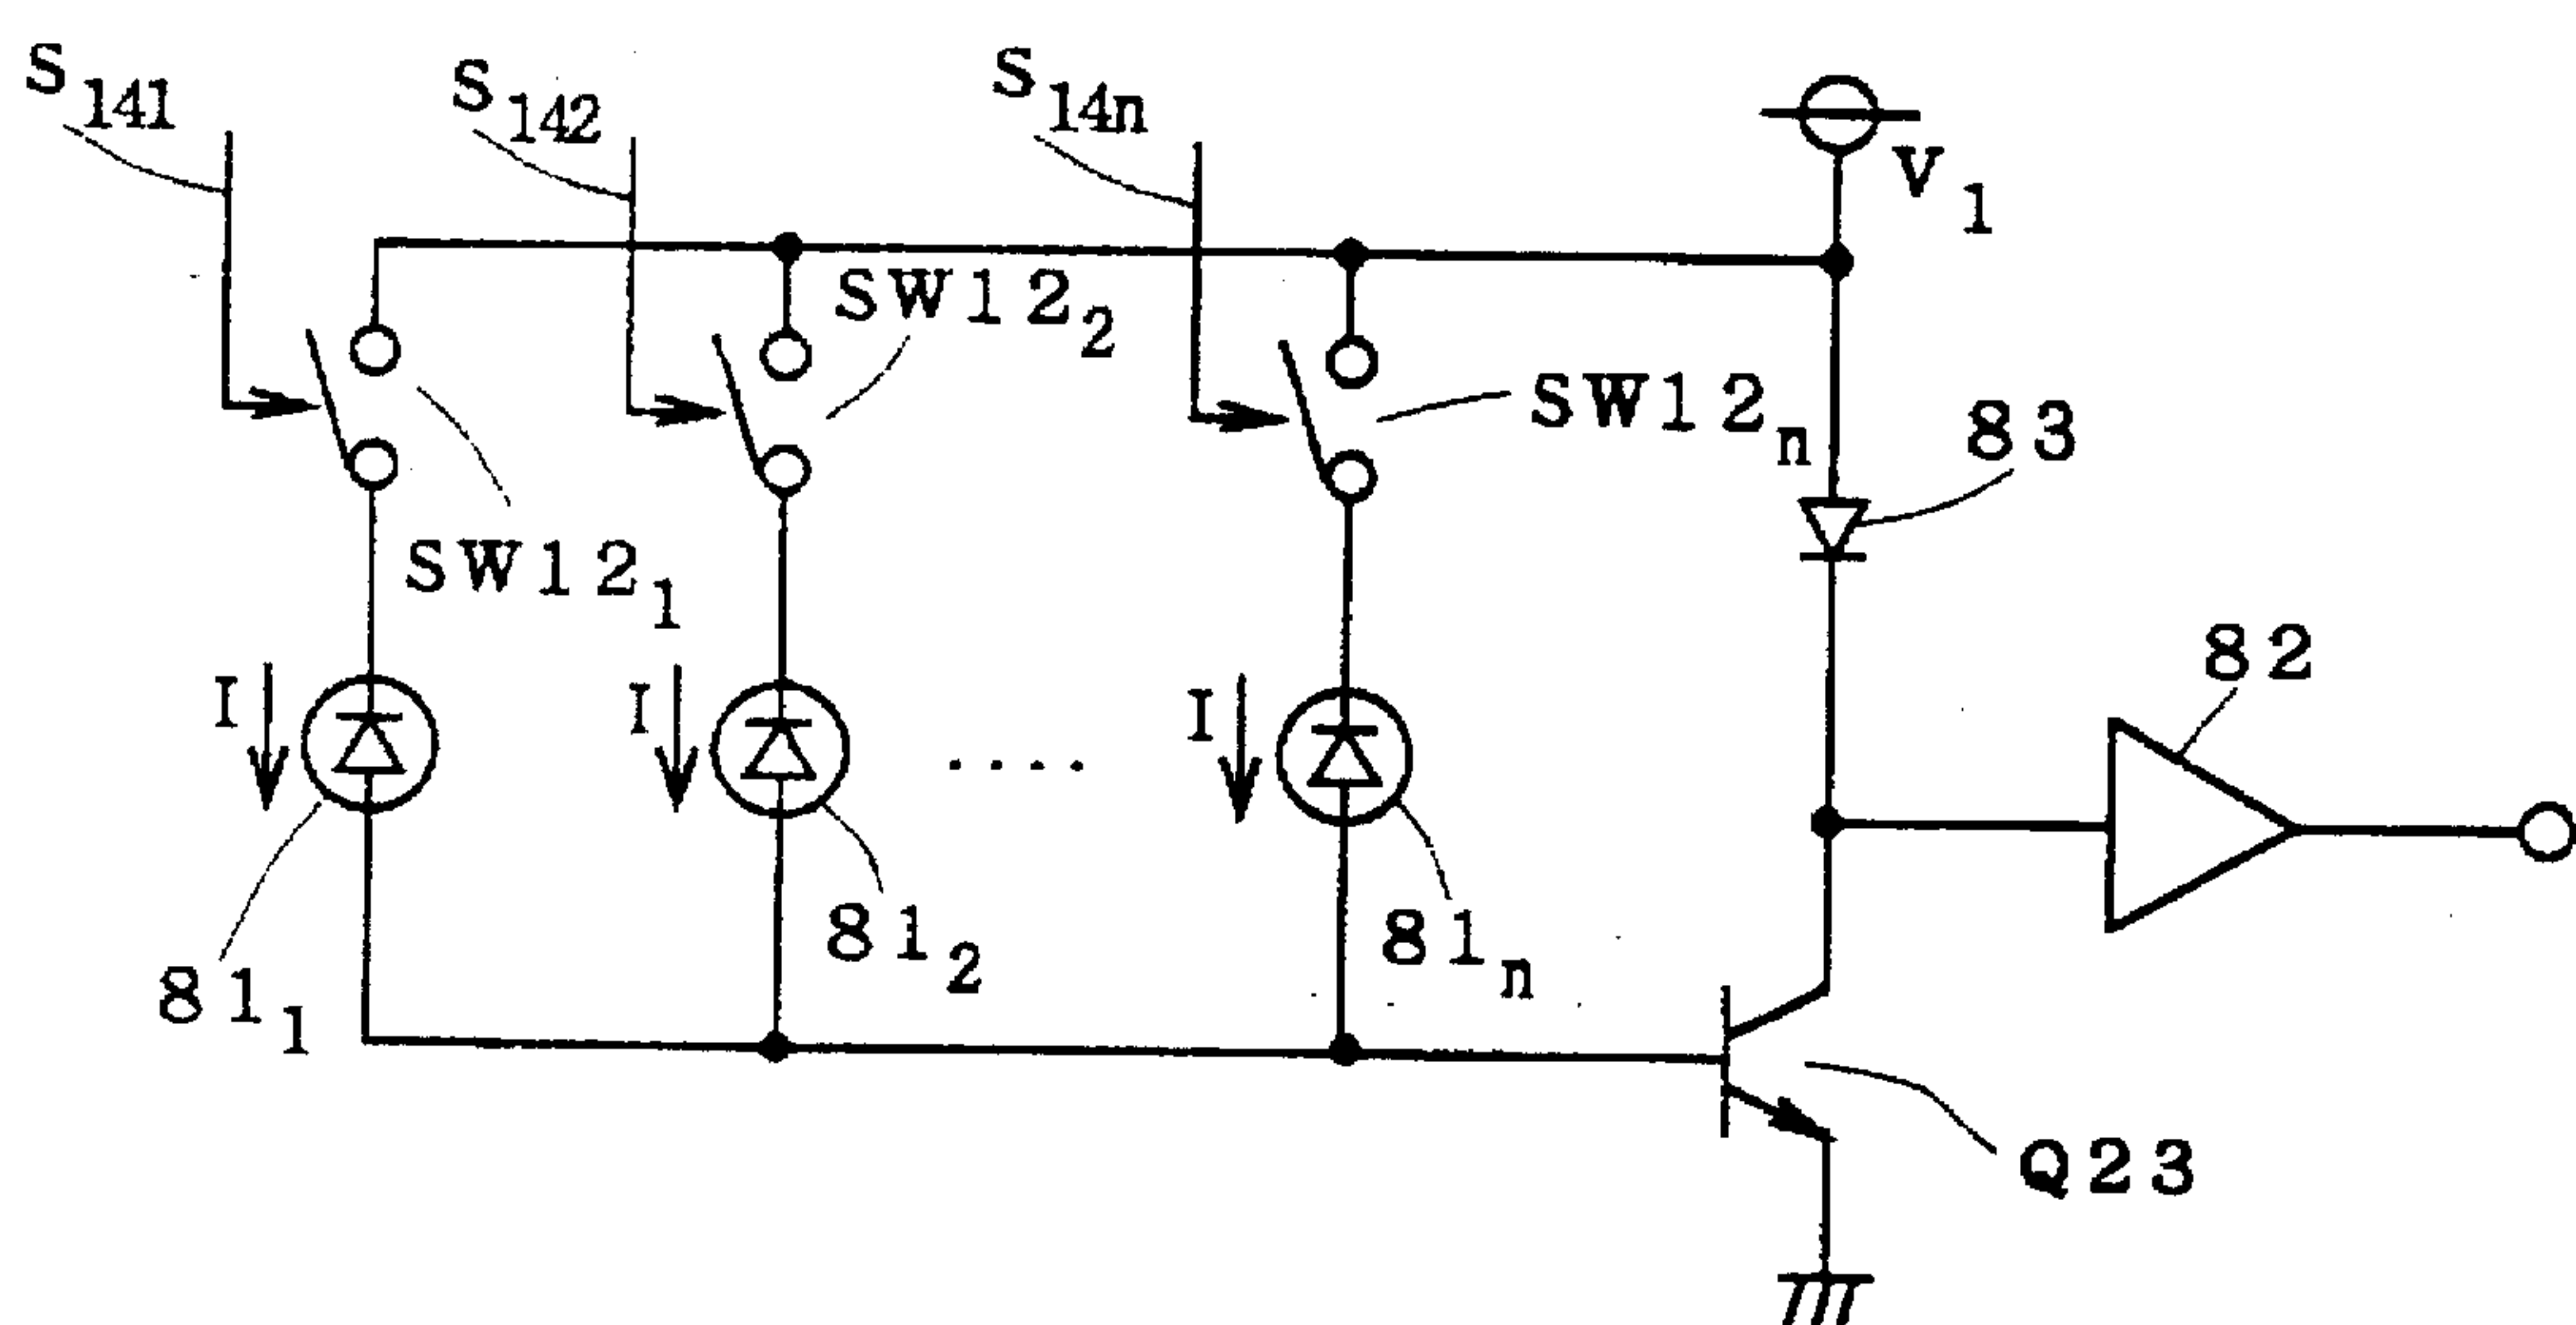 S₁₄₁
S₁₄₂
S₁₄ₙ
V₁
SW12₂
SW12ₙ
83
SW12₁
82
I
I
I
81₁
81₂
81ₙ
Q23